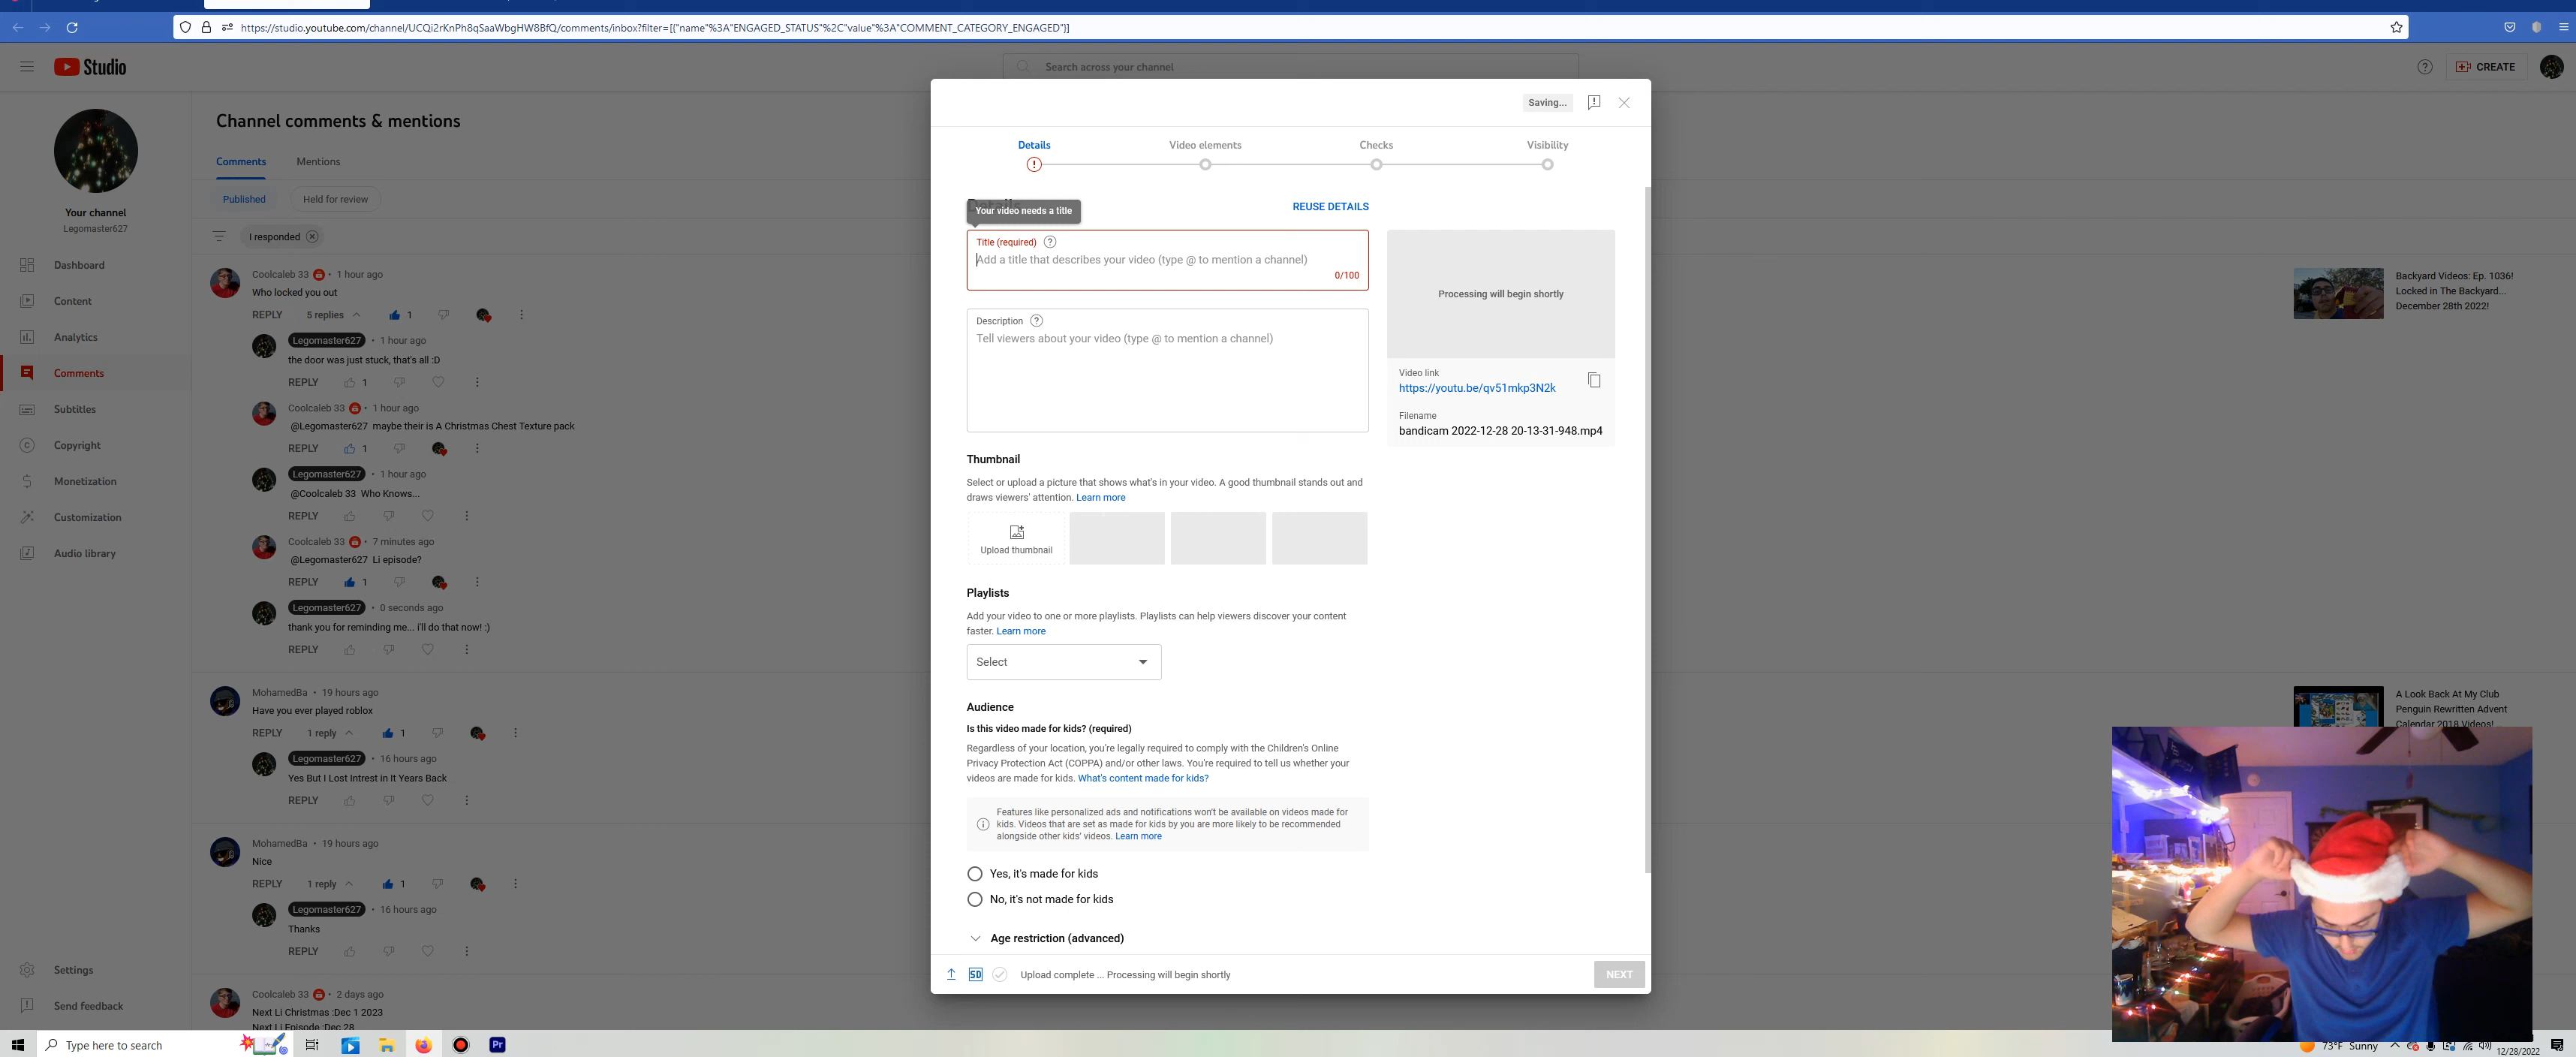 https://studio.youtube.com/channel/UCQi2rKnPh8qSaaWbgHW8BfQ/comments/inbox?filter=[{"name"%3A"ENGAGED_STATUS"%2C"value"%3A"COMMENT_CATEGORY_ENGAGED"}]
Studio
Search across your channel
CREATE
Your channel
Legomaster627
Dashboard
Content
Analytics
Comments
Subtitles
Copyright
Monetization
Customization
Audio library
Settings
Send feedback
Channel comments & mentions
Comments
Mentions
Published
Held for review
I responded
Coolcaleb 33 • 1 hour ago
Who locked you out
REPLY 5 replies 1
Legomaster627 • 1 hour ago
the door was just stuck, that's all :D
REPLY 1
Coolcaleb 33 • 1 hour ago
@Legomaster627 maybe their is A Christmas Chest Texture pack
REPLY 1
Legomaster627 • 1 hour ago
@Coolcaleb 33 Who Knows...
REPLY
Coolcaleb 33 • 7 minutes ago
@Legomaster627 Li episode?
REPLY 1
Legomaster627 • 0 seconds ago
thank you for reminding me... i'll do that now! :)
REPLY
MohamedBa • 19 hours ago
Have you ever played roblox
REPLY 1 reply 1
Legomaster627 • 16 hours ago
Yes But I Lost Intrest in It Years Back
REPLY
MohamedBa • 19 hours ago
Nice
REPLY 1 reply 1
Legomaster627 • 16 hours ago
Thanks
REPLY
Coolcaleb 33 • 2 days ago
Next Li Christmas :Dec 1 2023
Next Li Episode :Dec 28
Saving...
Details
Video elements
Checks
Visibility
Your video needs a title
REUSE DETAILS
Title (required)
Add a title that describes your video (type @ to mention a channel)
0/100
Description
Tell viewers about your video (type @ to mention a channel)
Processing will begin shortly
Video link
https://youtu.be/qv51mkp3N2k
Filename
bandicam 2022-12-28 20-13-31-948.mp4
Thumbnail
Select or upload a picture that shows what's in your video. A good thumbnail stands out and
draws viewers' attention. Learn more
Upload thumbnail
Playlists
Add your video to one or more playlists. Playlists can help viewers discover your content
faster. Learn more
Select
Audience
Is this video made for kids? (required)
Regardless of your location, you're legally required to comply with the Children's Online
Privacy Protection Act (COPPA) and/or other laws. You're required to tell us whether your
videos are made for kids. What's content made for kids?
Features like personalized ads and notifications won't be available on videos made for
kids. Videos that are set as made for kids by you are more likely to be recommended
alongside other kids' videos. Learn more
Yes, it's made for kids
No, it's not made for kids
Age restriction (advanced)
SD
Upload complete ... Processing will begin shortly
NEXT
Backyard Videos: Ep. 1036!
Locked in The Backyard...
December 28th 2022!
A Look Back At My Club
Penguin Rewritten Advent
Calendar 2018 Videos!
Type here to search
Pr
73°F Sunny
12/28/2022